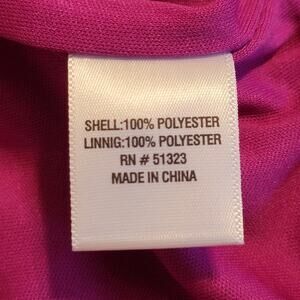 SHELL:100% POLYESTER
LINNIG:100% POLYESTER
RN # 51323
MADE IN CHINA